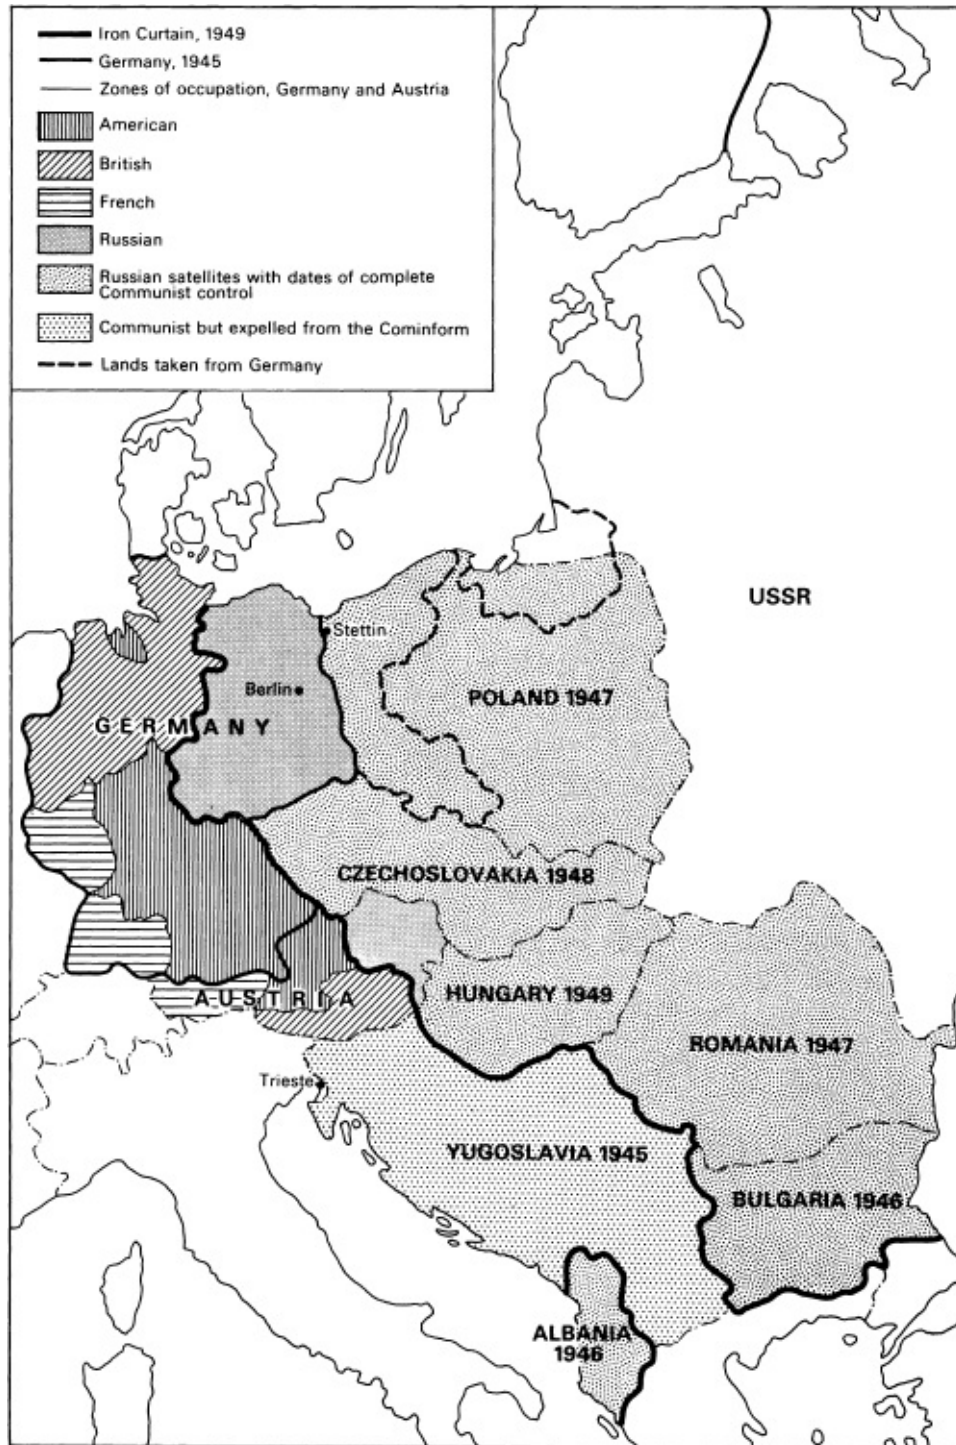 Iron Curtain, 1949
Germany, 1945
Zones of occupation, Germany and Austria
American
British
French
Russian
Russian satellites with dates of complete
Communist control
Communist but expelled from the Cominform
Lands taken from Germany
USSR
Stettin
Berlin
POLAND 1947
GERMANY
CZECHOSLOVAKIA 1948
AUSTRIA
HUNGARY 1949
ROMANIA 1947
Trieste
YUGOSLAVIA 1945
BULGARIA 1946
ALBANIA
1946